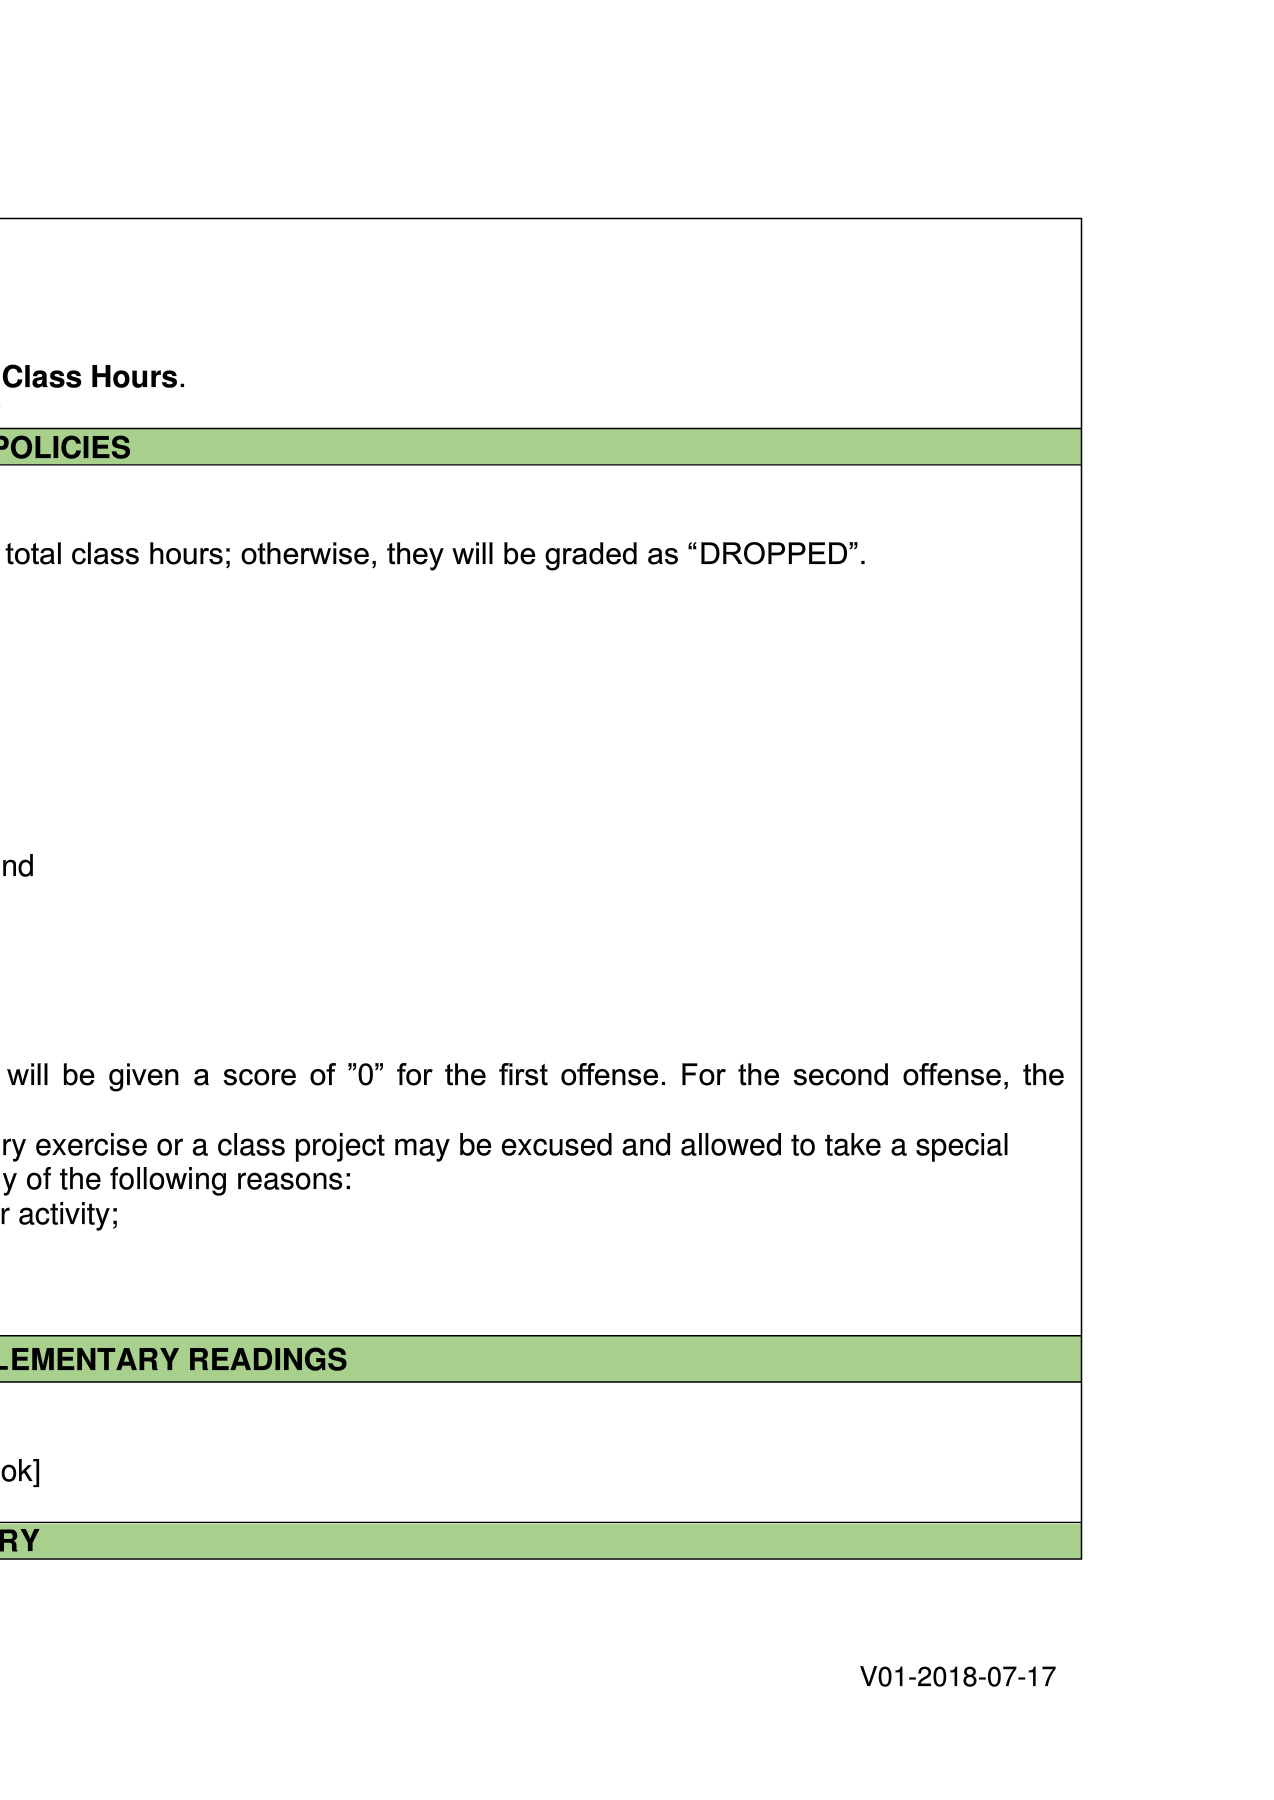 Class Hours.
POLICIES
total class hours; otherwise, they will be graded as “DROPPED”.
nd
will be given a score of ”0” for the first offense. For the second offense, the
ry exercise or a class project may be excused and allowed to take a special
y of the following reasons:
r activity;
LEMENTARY READINGS
ok]
RY
V01-2018-07-17